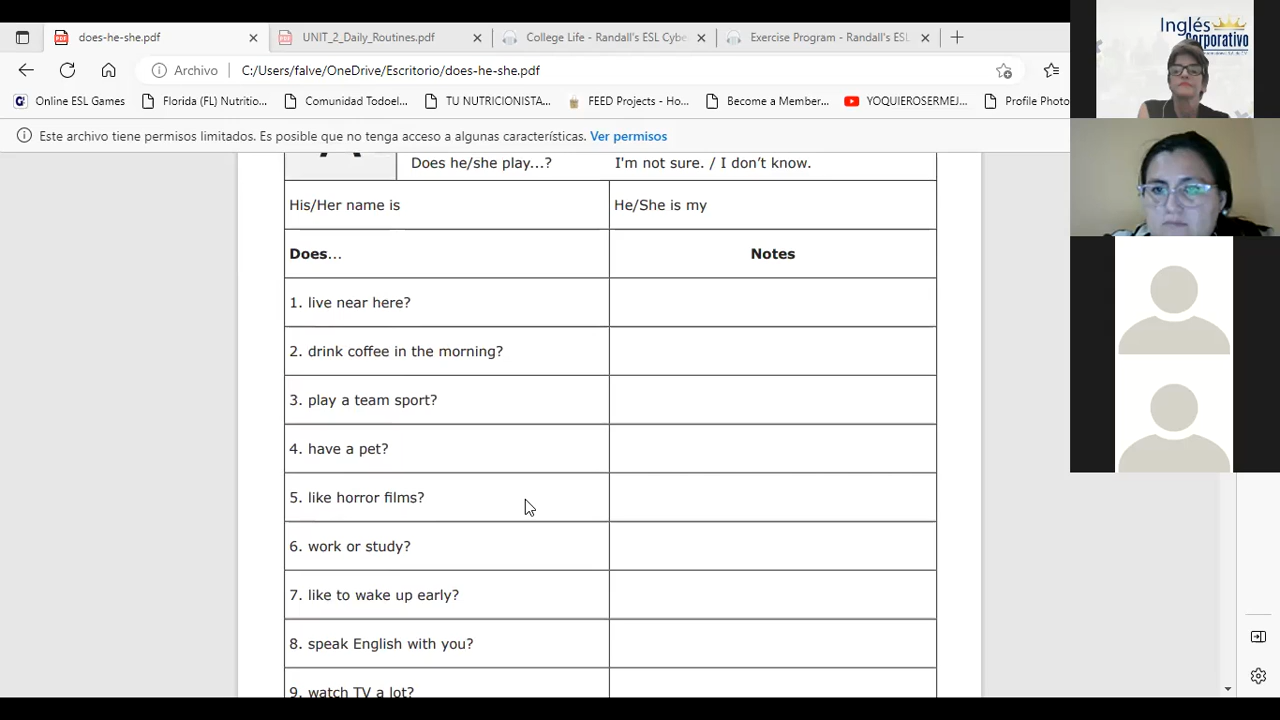 does-he-she.pdf
UNIT_2_Daily_Routines.pdf
College Life - Randall's ESL Cybe
Exercise Program - Randall's ESL
Archivo
C:/Users/falve/OneDrive/Escritorio/does-he-she.pdf
Online ESL Games
Florida (FL) Nutritio...
Comunidad Todoel...
TU NUTRICIONISTA...
FEED Projects - Ho...
Become a Member...
YOQUIEROSERMEJ...
Profile Photo
Este archivo tiene permisos limitados. Es posible que no tenga acceso a algunas características. Ver permisos
Does he/she play...? I'm not sure. / I don't know.
His/Her name is He/She is my
Does... Notes
1. live near here?
2. drink coffee in the morning?
3. play a team sport?
4. have a pet?
5. like horror films?
6. work or study?
7. like to wake up early?
8. speak English with you?
9. watch TV a lot?
Inglés
Corporativo